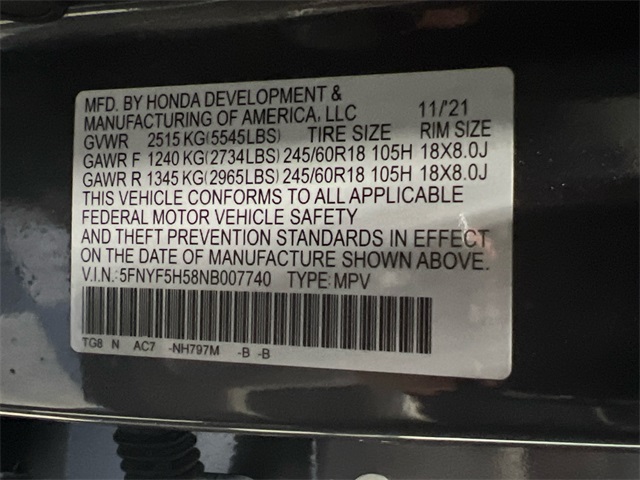 MFD. BY HONDA DEVELOPMENT &
MANUFACTURING OF AMERICA, LLC 11/'21
GVWR 2515 KG(5545LBS) TIRE SIZE RIM SIZE
GAWR F 1240 KG(2734LBS) 245/60R18 105H 18X8.0J
GAWR R 1345 KG(2965LBS) 245/60R18 105H 18X8.0J
THIS VEHICLE CONFORMS TO ALL APPLICABLE
FEDERAL MOTOR VEHICLE SAFETY
AND THEFT PREVENTION STANDARDS IN EFFECT
ON THE DATE OF MANUFACTURE SHOWN ABOVE.
V.I.N.: 5FNYF5H58NB007740 TYPE: MPV
TG8 N AC7 -NH797M -B -B